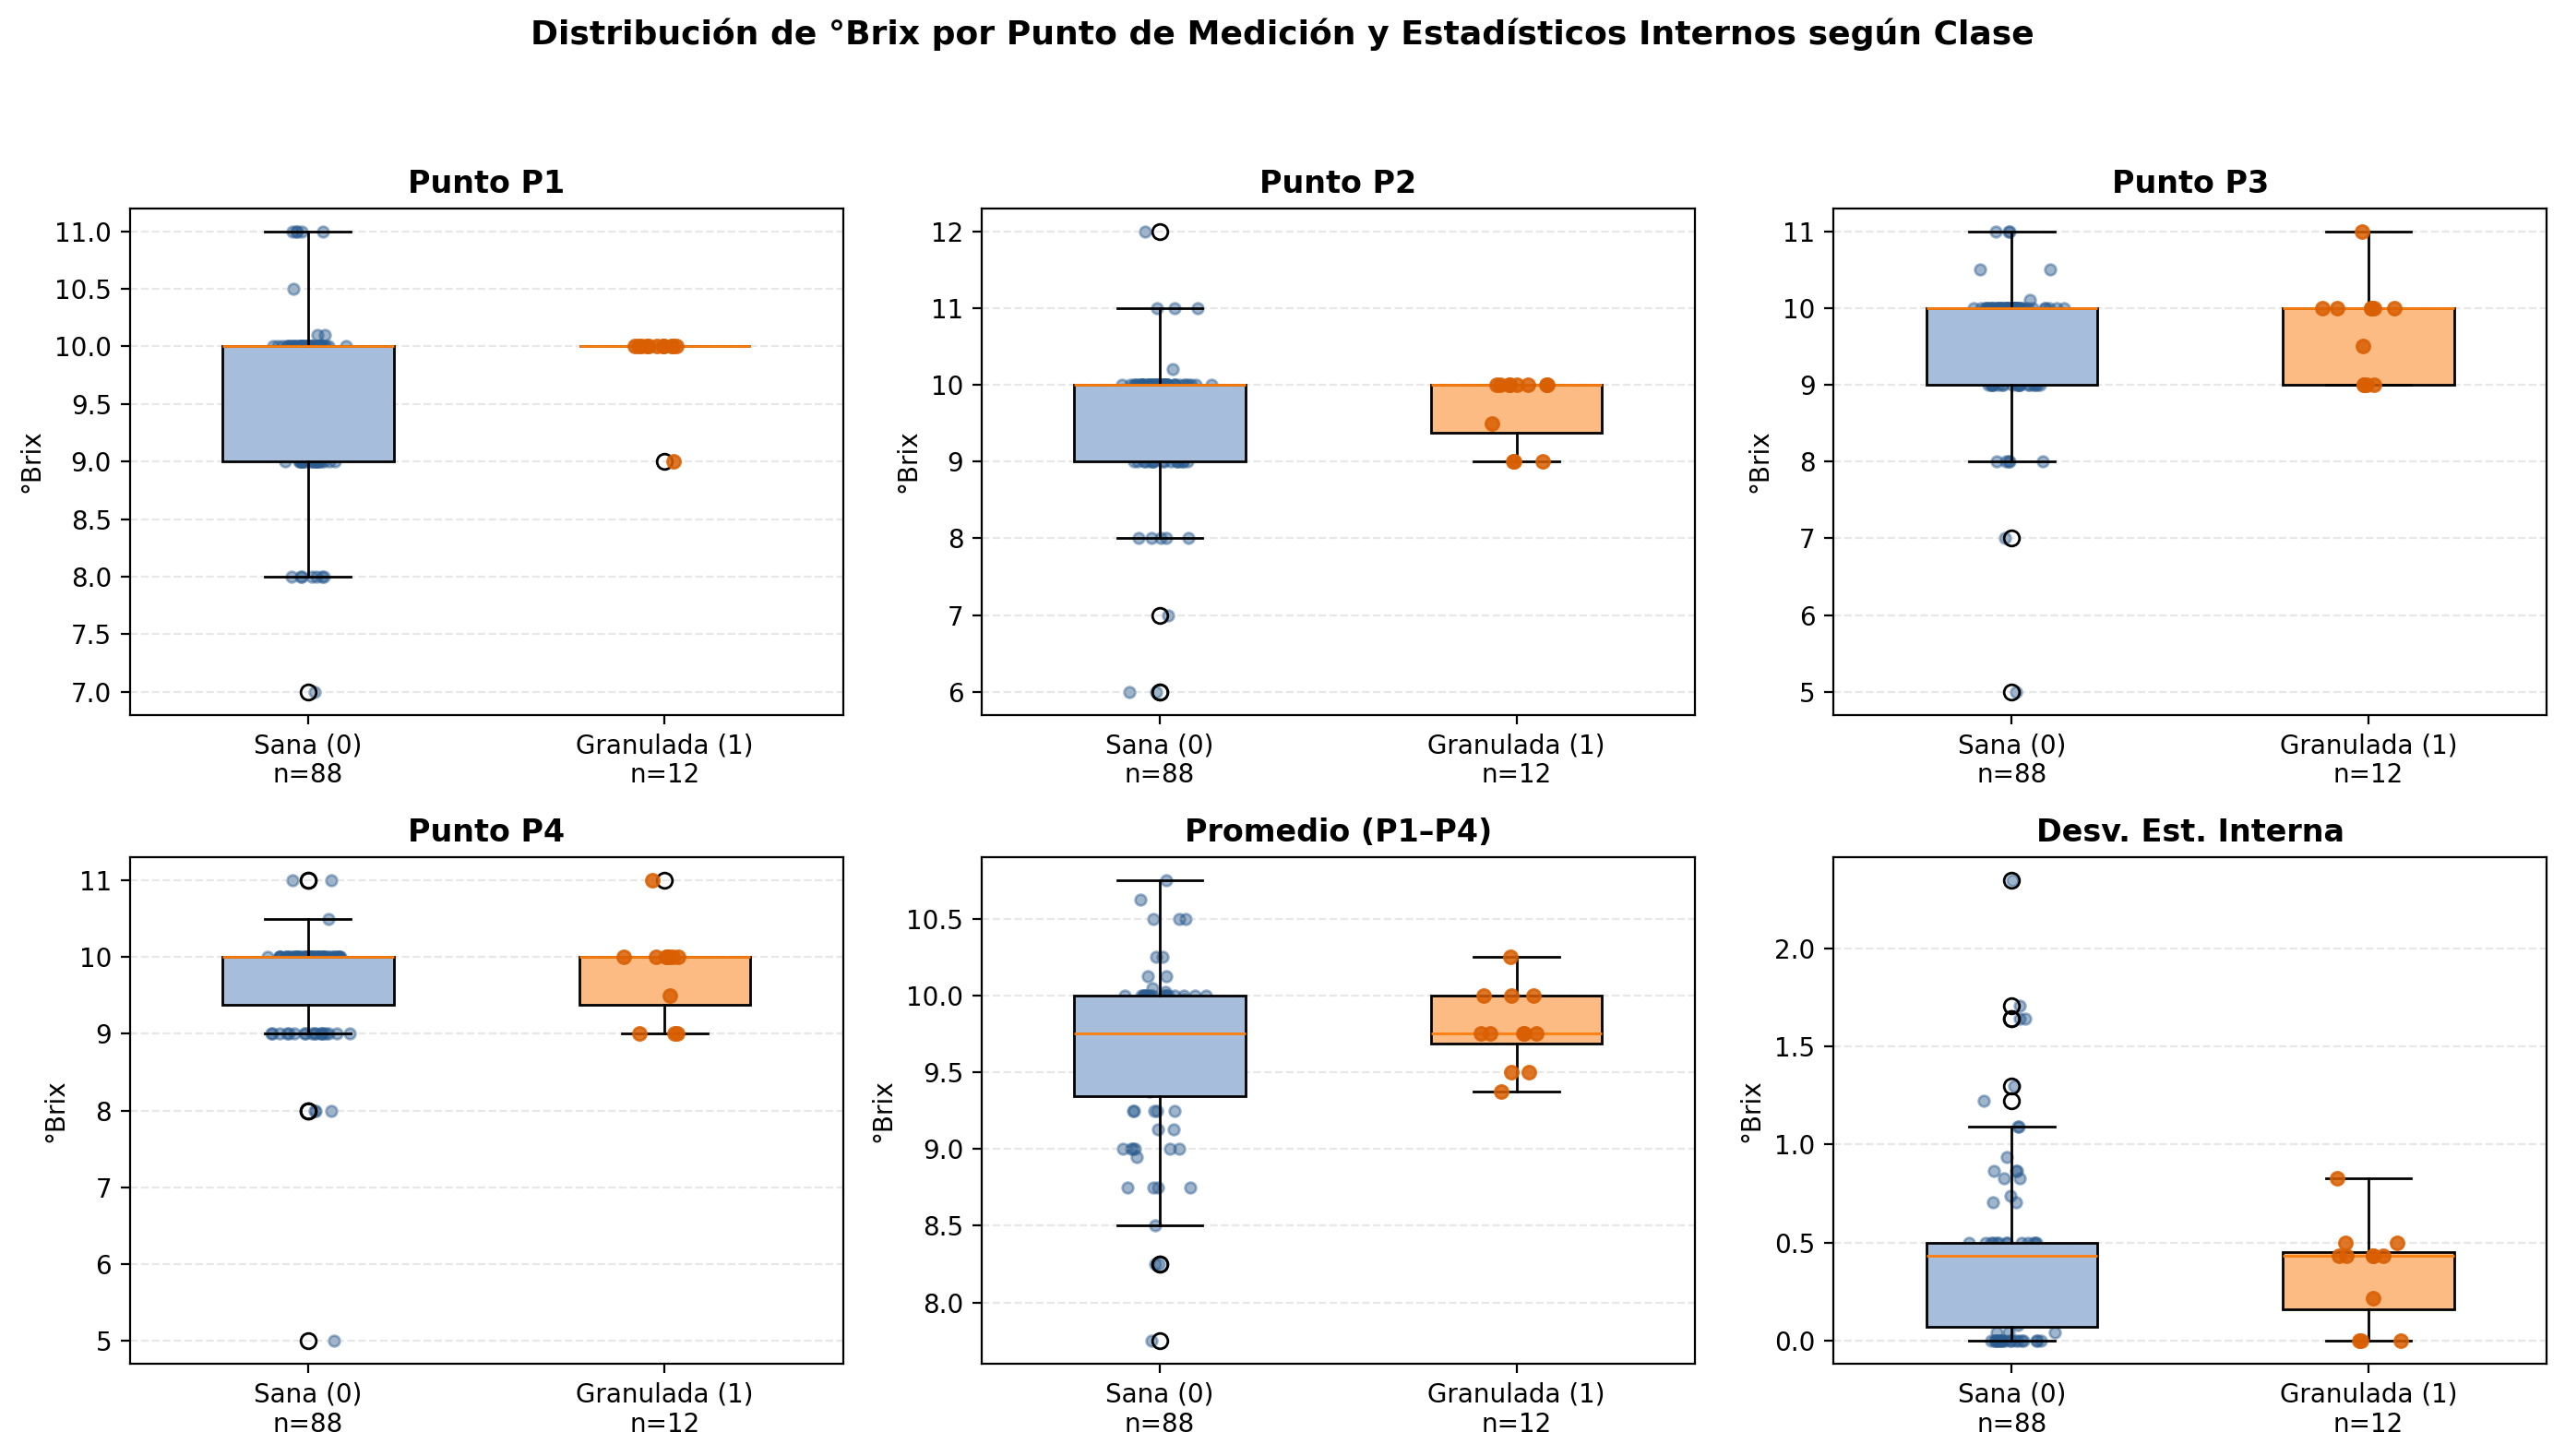 Distribución de °Brix por Punto de Medición y Estadísticos Internos según Clase
Punto P1
°Brix
11.0
10.5
10.0
9.5
9.0
8.5
8.0
7.5
7.0
Sana (0)
n=88
Granulada (1)
n=12
Punto P2
°Brix
12
11
10
9
8
7
6
Sana (0)
n=88
Granulada (1)
n=12
Punto P3
°Brix
11
10
9
8
7
6
5
Sana (0)
n=88
Granulada (1)
n=12
Punto P4
°Brix
11
10
9
8
7
6
5
Sana (0)
n=88
Granulada (1)
n=12
Promedio (P1–P4)
°Brix
10.5
10.0
9.5
9.0
8.5
8.0
Sana (0)
n=88
Granulada (1)
n=12
Desv. Est. Interna
°Brix
2.0
1.5
1.0
0.5
0.0
Sana (0)
n=88
Granulada (1)
n=12